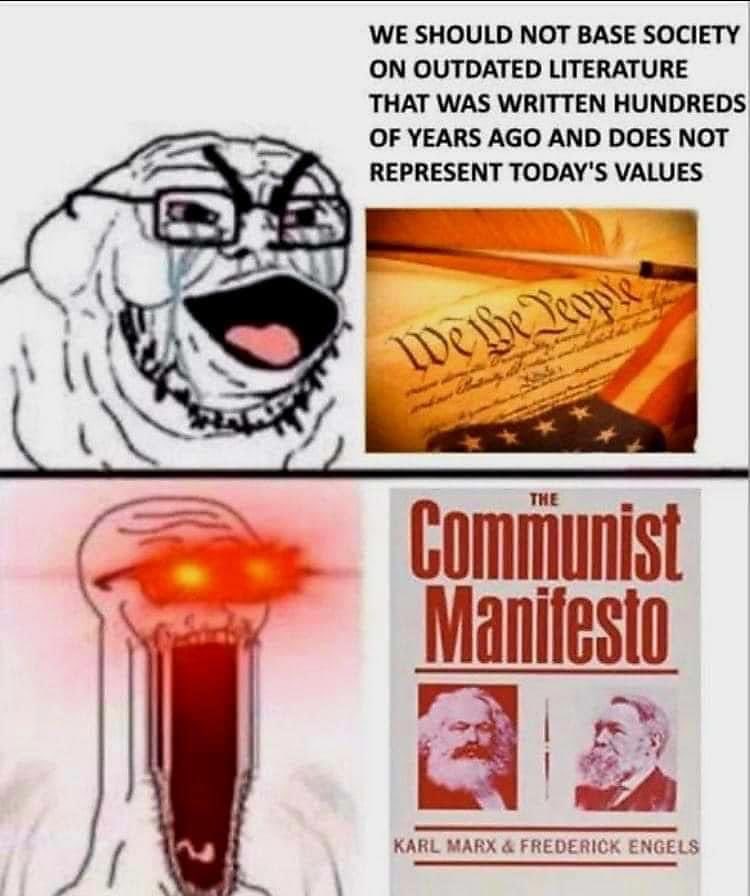 WE SHOULD NOT BASE SOCIETY
ON OUTDATED LITERATURE
THAT WAS WRITTEN HUNDREDS
OF YEARS AGO AND DOES NOT
REPRESENT TODAY'S VALUES
We the People
THE
Communist
Manifesto
KARL MARX & FREDERICK ENGELS